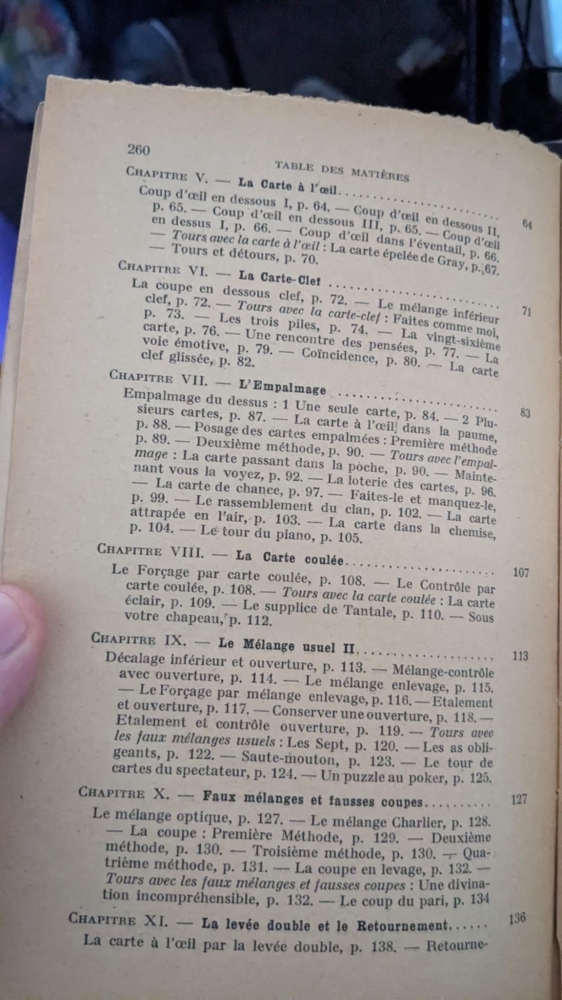 260
TABLE DES MATIÈRES
CHAPITRE V. — La Carte à l'œil.................... 64
Coup d'œil en dessous I, p. 64. — Coup d'œil en dessous II,
p. 65. — Coup d'œil en dessous III, p. 65. — Coup d'œil
en dessus I, p. 66. — Coup d'œil dans l'éventail, p. 66.
— Tours avec la carte à l'œil : La carte épelée de Gray, p. 67.
— Tours et détours, p. 70.
CHAPITRE VI. — La Carte-Clef .................... 71
La coupe en dessous clef, p. 72. — Le mélange inférieur
clef, p. 72. — Tours avec la carte-clef : Faites comme moi,
p. 73. — Les trois piles, p. 74. — La vingt-sixième
carte, p. 76. — Une rencontre des pensées, p. 77. — La
voie émotive, p. 79. — Coïncidence, p. 80. — La carte
clef glissée, p. 82.
CHAPITRE VII. — L'Empalmage .................... 83
Empalmage du dessus : 1 Une seule carte, p. 84. — 2 Plu-
sieurs cartes, p. 87. — La carte à l'œil dans la paume,
p. 88. — Posage des cartes empalmées : Première méthode
p. 89. — Deuxième méthode, p. 90. — Tours avec l'empal-
mage : La carte passant dans la poche, p. 90. — Mainte-
nant vous la voyez, p. 92. — La loterie des cartes, p. 96.
— La carte de chance, p. 97. — Faites-le et manquez-le,
p. 99. — Le rassemblement du clan, p. 102. — La carte
attrapée en l'air, p. 103. — La carte dans la chemise,
p. 104. — Le tour du piano, p. 105.
CHAPITRE VIII. — La Carte coulée.................... 107
Le Forçage par carte coulée, p. 108. — Le Contrôle par
carte coulée, p. 108. — Tours avec la carte coulée : La carte
éclair, p. 109. — Le supplice de Tantale, p. 110. — Sous
votre chapeau, p. 112.
CHAPITRE IX. — Le Mélange usuel II.................... 113
Décalage inférieur et ouverture, p. 113. — Mélange-contrôle
avec ouverture, p. 114. — Le mélange enlevage, p. 115.
— Le Forçage par mélange enlevage, p. 116. — Etalement
et ouverture, p. 117. — Conserver une ouverture, p. 118. —
Etalement et contrôle ouverture, p. 119. — Tours avec
les faux mélanges usuels : Les Sept, p. 120. — Les as obli-
geants, p. 122. — Saute-mouton, p. 123. — Le tour de
cartes du spectateur, p. 124. — Un puzzle au poker, p. 125.
CHAPITRE X. — Faux mélanges et fausses coupes.......... 127
Le mélange optique, p. 127. — Le mélange Charlier, p. 128.
— La coupe : Première Méthode, p. 129. — Deuxième
méthode, p. 130. — Troisième méthode, p. 130. — Qua-
trième méthode, p. 131. — La coupe en levage, p. 132. —
Tours avec les faux mélanges et fausses coupes : Une divina-
tion incompréhensible, p. 132. — Le coup du pari, p. 134
CHAPITRE XI. — La levée double et le Retournement...... 136
La carte à l'œil par la levée double, p. 138. — Retourne-